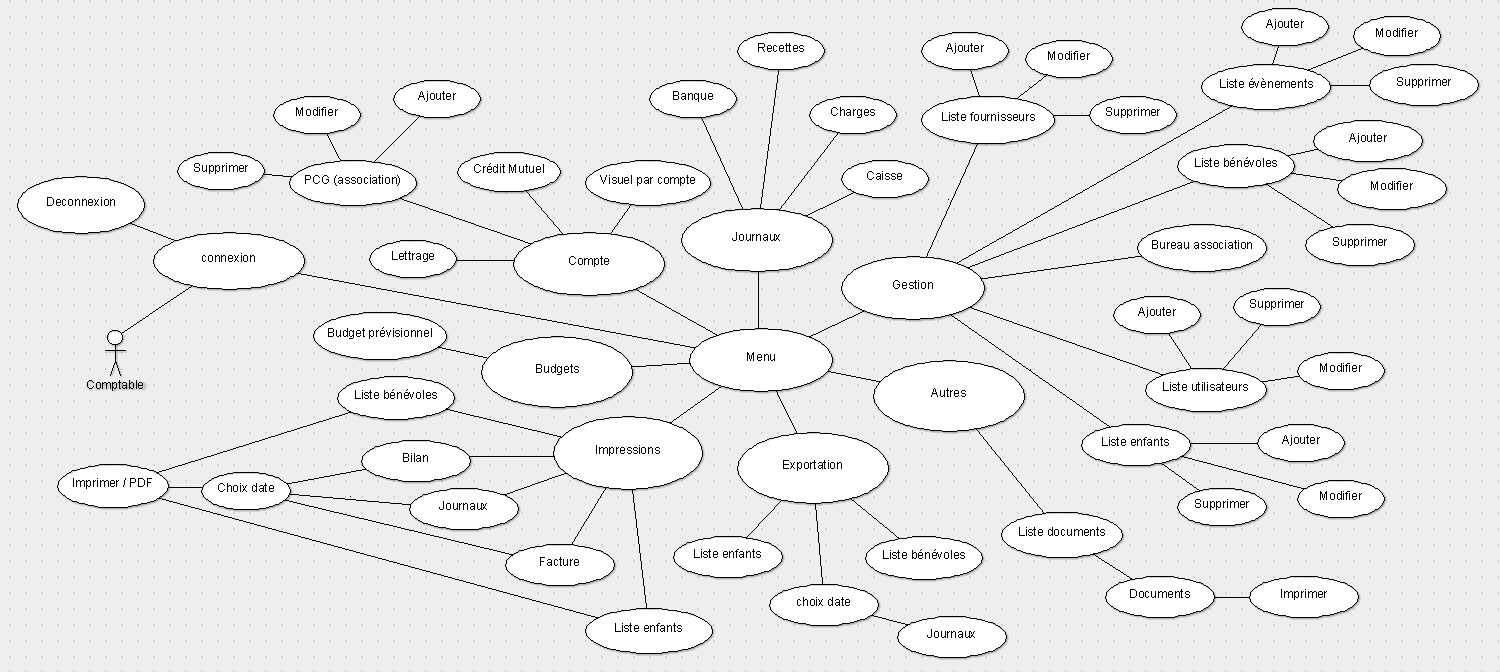 Ajouter
Modifier
Supprimer
Liste évènements
Recettes
Ajouter
Modifier
Liste fournisseurs
Supprimer
Banque
Charges
Caisse
Journaux
Modifier
Ajouter
Supprimer
PCG (association)
Crédit Mutuel
Visuel par compte
Lettrage
Compte
Deconnexion
connexion
Comptable
Liste bénévoles
Ajouter
Modifier
Supprimer
Bureau association
Gestion
Ajouter
Supprimer
Modifier
Liste utilisateurs
Menu
Budget prévisionnel
Budgets
Autres
Liste enfants
Ajouter
Modifier
Supprimer
Liste bénévoles
Impressions
Bilan
Imprimer / PDF
Choix date
Journaux
Facture
Liste enfants
Exportation
Liste enfants
Liste bénévoles
choix date
Journaux
Liste documents
Documents
Imprimer